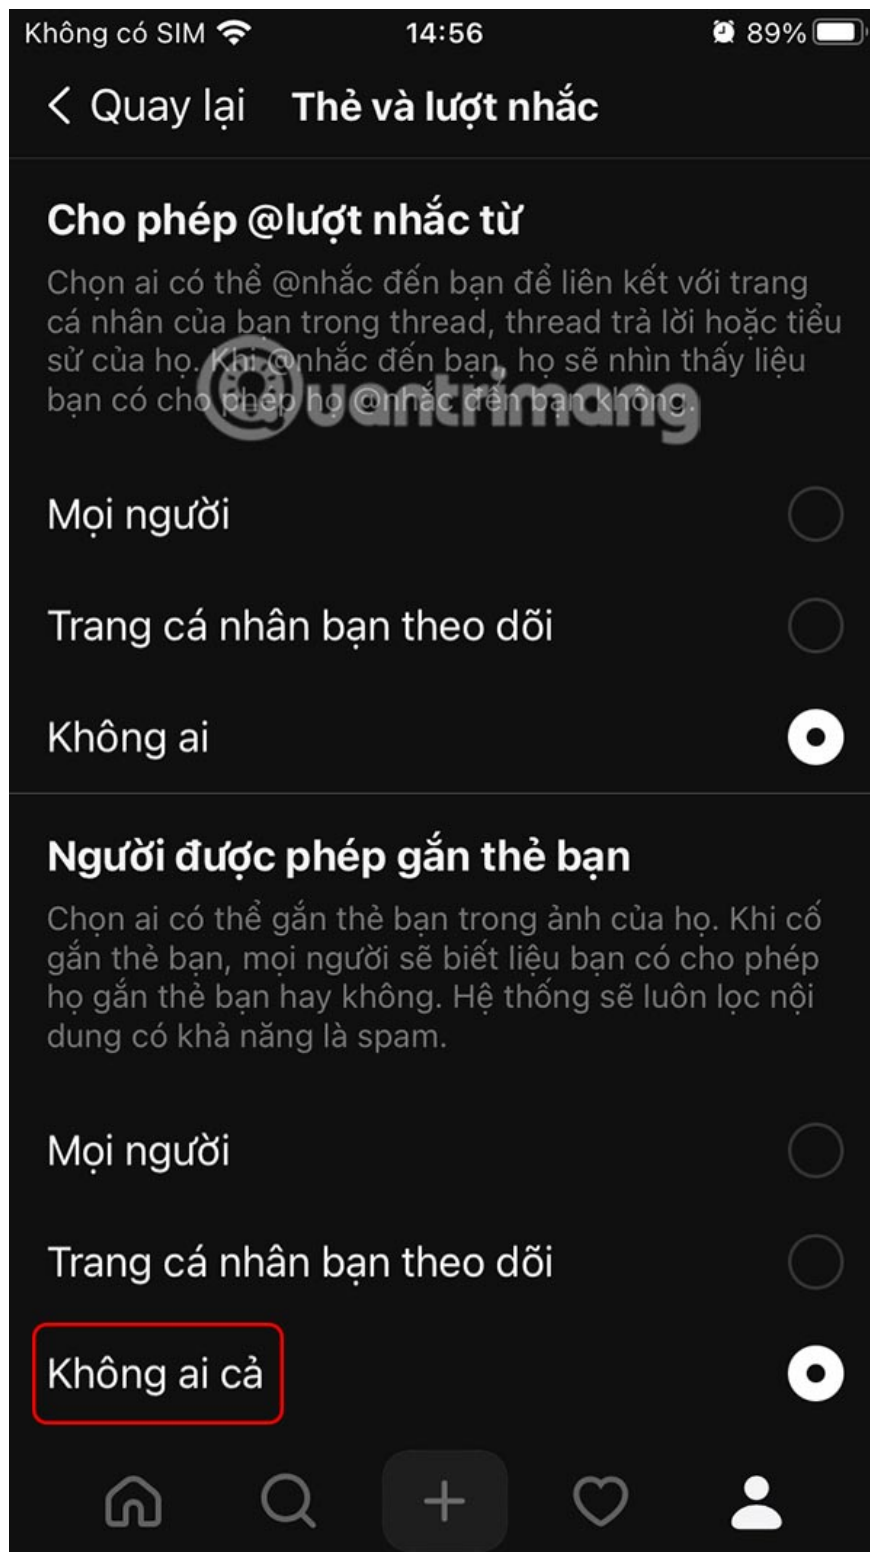 Không có SIM 14:56 89%
Quay lại Thẻ và lượt nhắc
Cho phép @lượt nhắc từ
Chọn ai có thể @nhắc đến bạn để liên kết với trang
cá nhân của bạn trong thread, thread trả lời hoặc tiểu
sử của họ. Khi @nhắc đến bạn, họ sẽ nhìn thấy liệu
bạn có cho phép họ @nhắc đến bạn không.
@uantrimang
Mọi người
Trang cá nhân bạn theo dõi
Không ai
Người được phép gắn thẻ bạn
Chọn ai có thể gắn thẻ bạn trong ảnh của họ. Khi cố
gắn thẻ bạn, mọi người sẽ biết liệu bạn có cho phép
họ gắn thẻ bạn hay không. Hệ thống sẽ luôn lọc nội
dung có khả năng là spam.
Mọi người
Trang cá nhân bạn theo dõi
Không ai cả